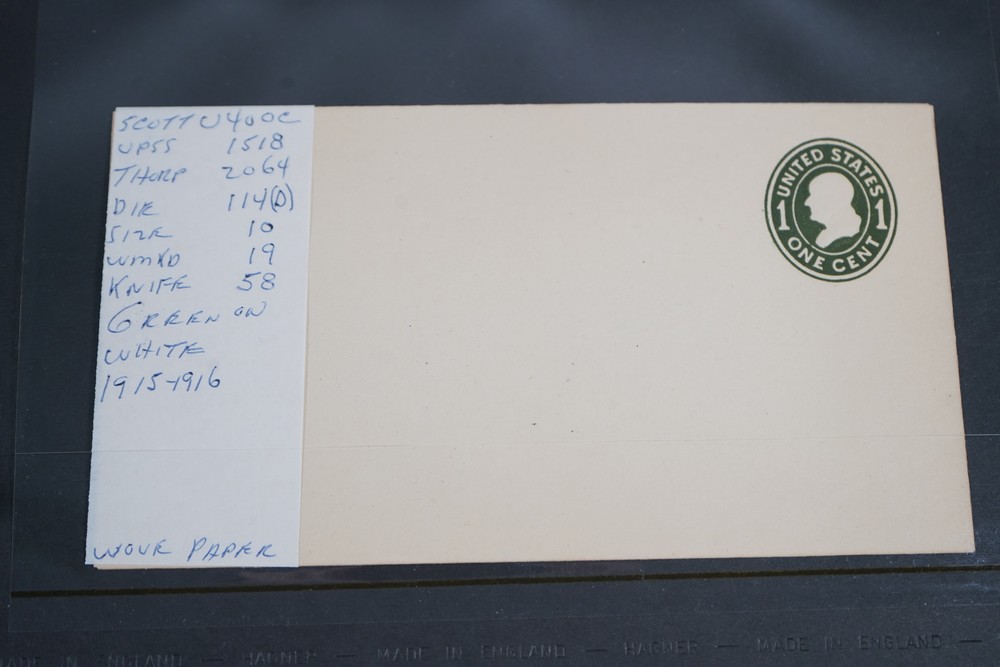 SCOTT U400C
UPSS 1518
THORP 2064
DIE 114(D)
SIZE 10
WMKD 19
KNIFE 58
GREEN ON
WHITE
1915-1916
WOVE PAPER
UNITED STATES
1 1
ONE CENT
MADE IN ENGLAND — HAGNER — MADE IN ENGLAND — HAGNER — MADE IN ENGLAND —